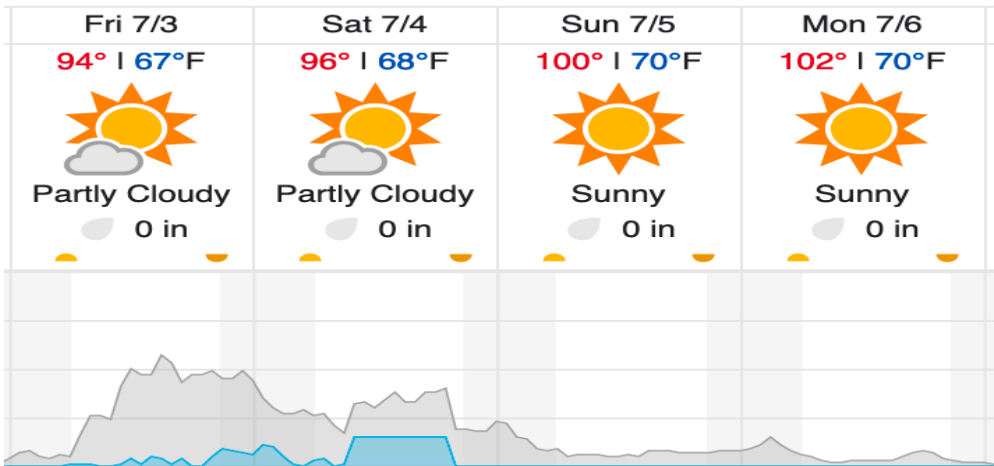 Fri 7/3 Sat 7/4 Sun 7/5 Mon 7/6
94° | 67°F 96° | 68°F 100° | 70°F 102° | 70°F
Partly Cloudy Partly Cloudy Sunny Sunny
0 in 0 in 0 in 0 in